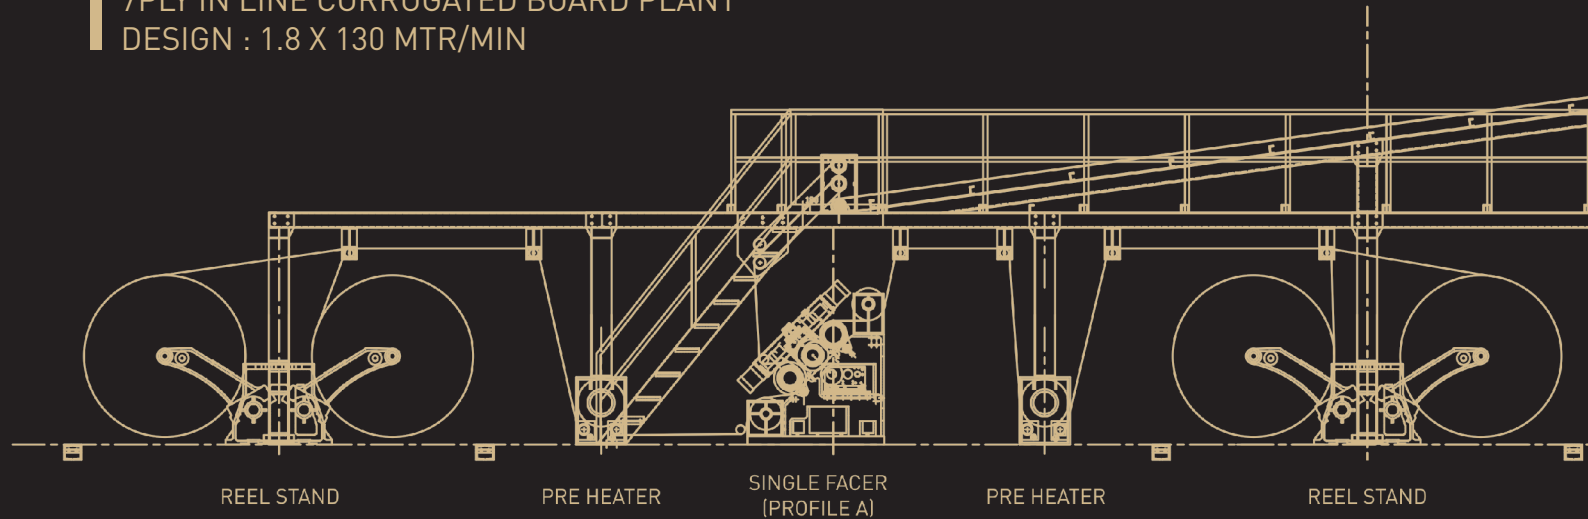 7PLY IN LINE CORRUGATED BOARD PLANT
DESIGN : 1.8 X 130 MTR/MIN
REEL STAND
PRE HEATER
SINGLE FACER
(PROFILE A)
PRE HEATER
REEL STAND